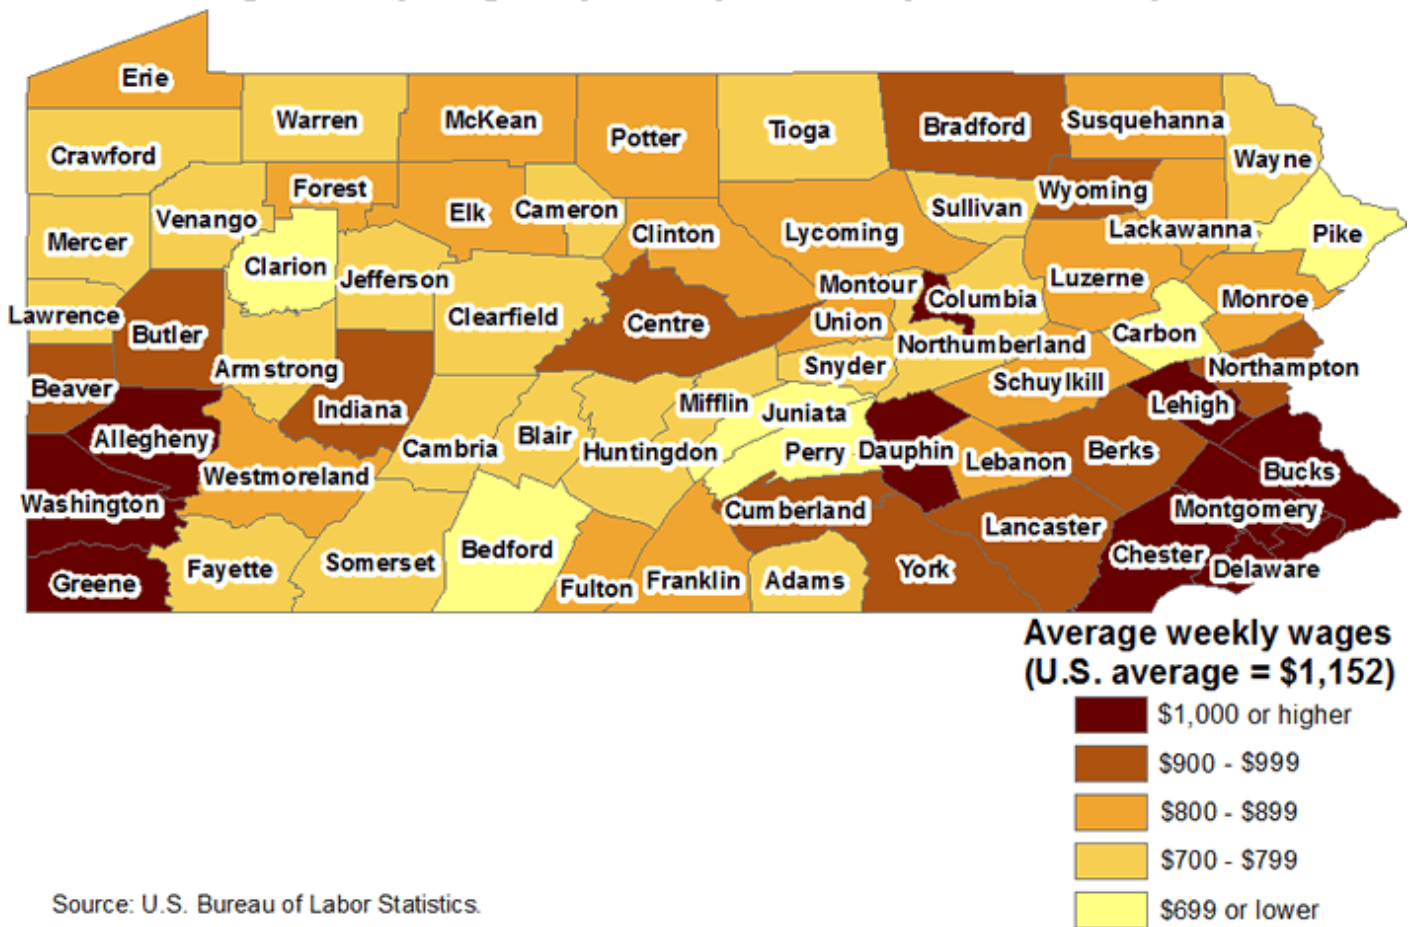 Erie
Warren
McKean
Potter
Tioga
Bradford
Susquehanna
Crawford
Wayne
Forest
Wyoming
Venango
Elk
Cameron
Sullivan
Mercer
Clinton
Lycoming
Lackawanna
Pike
Clarion
Jefferson
Montour
Columbia
Luzerne
Monroe
Lawrence
Butler
Clearfield
Centre
Union
Northumberland
Carbon
Armstrong
Snyder
Schuylkill
Northampton
Beaver
Indiana
Mifflin
Juniata
Lehigh
Allegheny
Cambria
Blair
Huntingdon
Perry
Dauphin
Lebanon
Berks
Westmoreland
Bucks
Washington
Cumberland
Lancaster
Montgomery
Greene
Fayette
Somerset
Bedford
Fulton
Franklin
Adams
York
Chester
Delaware
Average weekly wages
(U.S. average = $1,152)
$1,000 or higher
$900 - $999
$800 - $899
$700 - $799
$699 or lower
Source: U.S. Bureau of Labor Statistics.